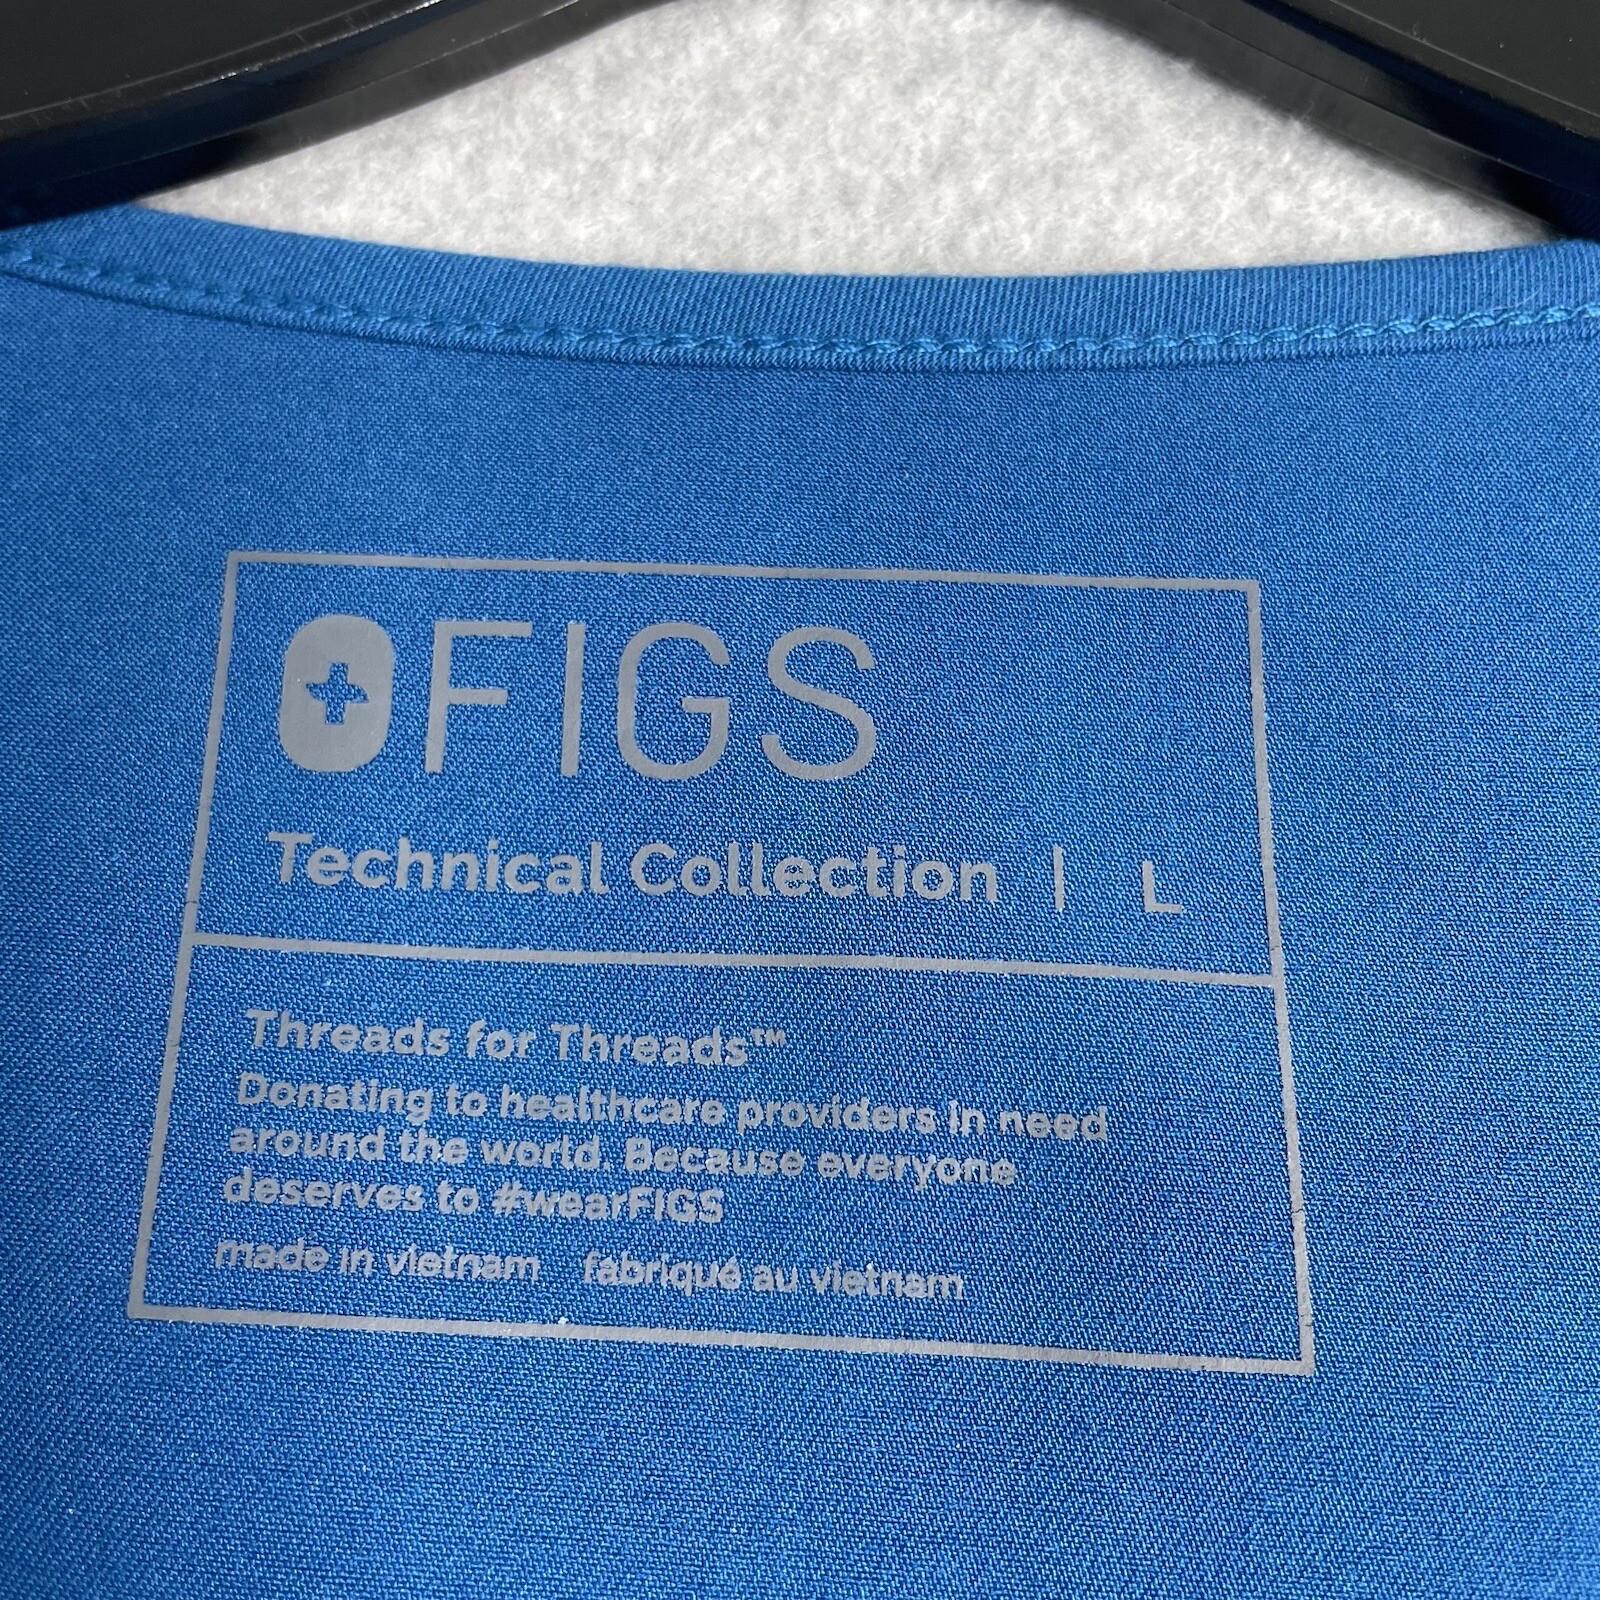 FIGS
Technical Collection | L
Threads for Threads™
Donating to healthcare providers in need
around the world. Because everyone
deserves to #wearFIGS
made in vietnam fabriqué au vietnam